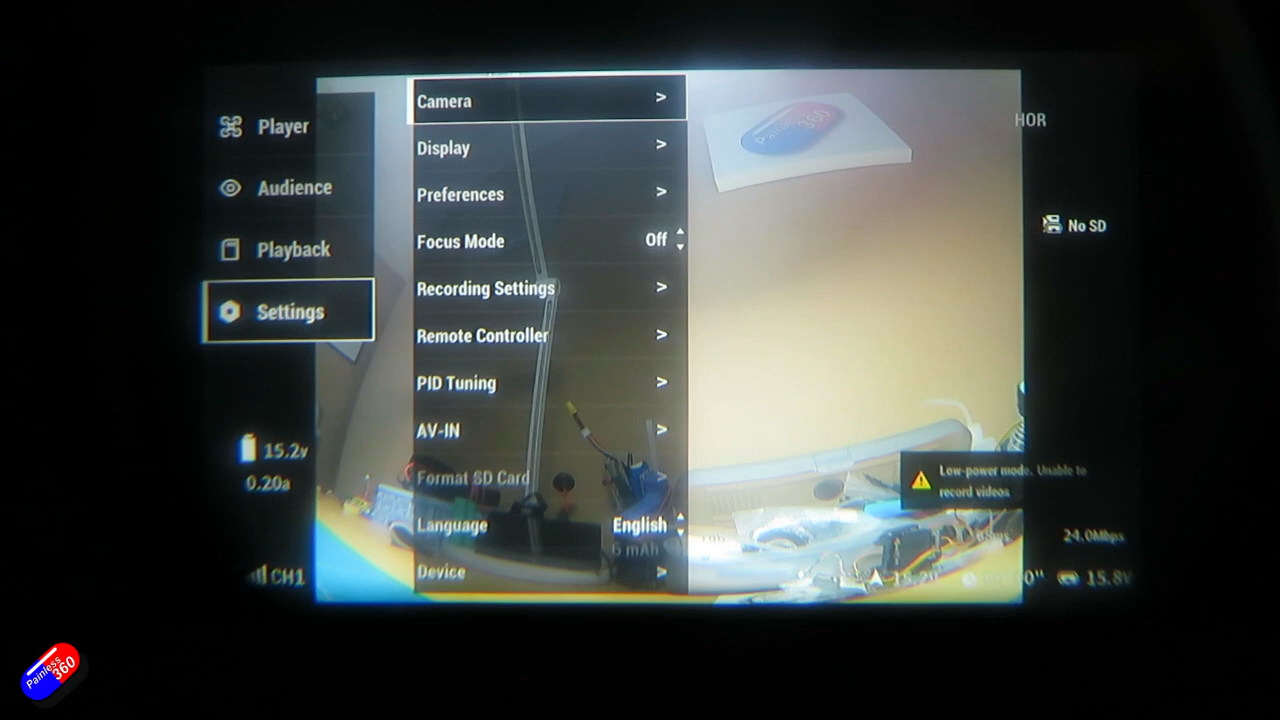 Player
Audience
Playback
Settings
15.2v
0.20a
CH1
Camera >
Display >
Preferences >
Focus Mode Off
Recording Settings >
Remote Controller >
PID Tuning >
AV-IN >
Format SD Card >
Language English
6 mAh
Device >
Painless
360
HOR
No SD
Low-power mode. Unable to
record videos
24.0Mbps
15.8V
Painless
360